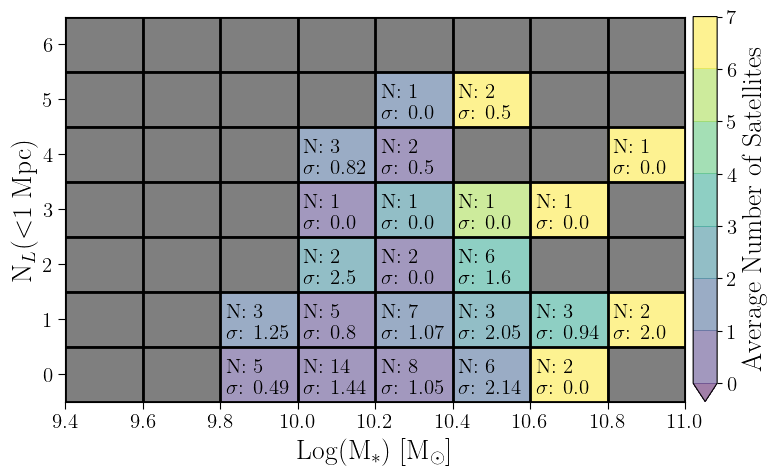 7
6
N: 1
N: 2
5
σ: 0.0
σ: 0.5
N: 3
N: 2
N: 1
4
σ: 0.82
σ: 0.5
σ: 0.0
N: 1
N: 1
N: 1
N: 1
3
σ: 0.0
σ: 0.0
σ: 0.0
σ: 0.0
N: 2
N: 2
N: 6
2
σ: 2.5
σ: 0.0
σ: 1.6
N: 3
N: 5
N: 7
N: 3
N: 3
N: 2
1
σ: 1.25
σ: 0.8
σ: 1.07
σ: 2.05
σ: 0.94
σ: 2.0
N: 5
N: 14
N: 8
N: 6
N: 2
0
σ: 0.49
σ: 1.44
σ: 1.05
σ: 2.14
σ: 0.0
9.4 9.6 9.8 10.0 10.2 10.4 10.6 10.8 11.0
Log(M*) [M⊙]
N_L(<1 Mpc)
6
5
4
3
2
1
0
Average Number of Satellites